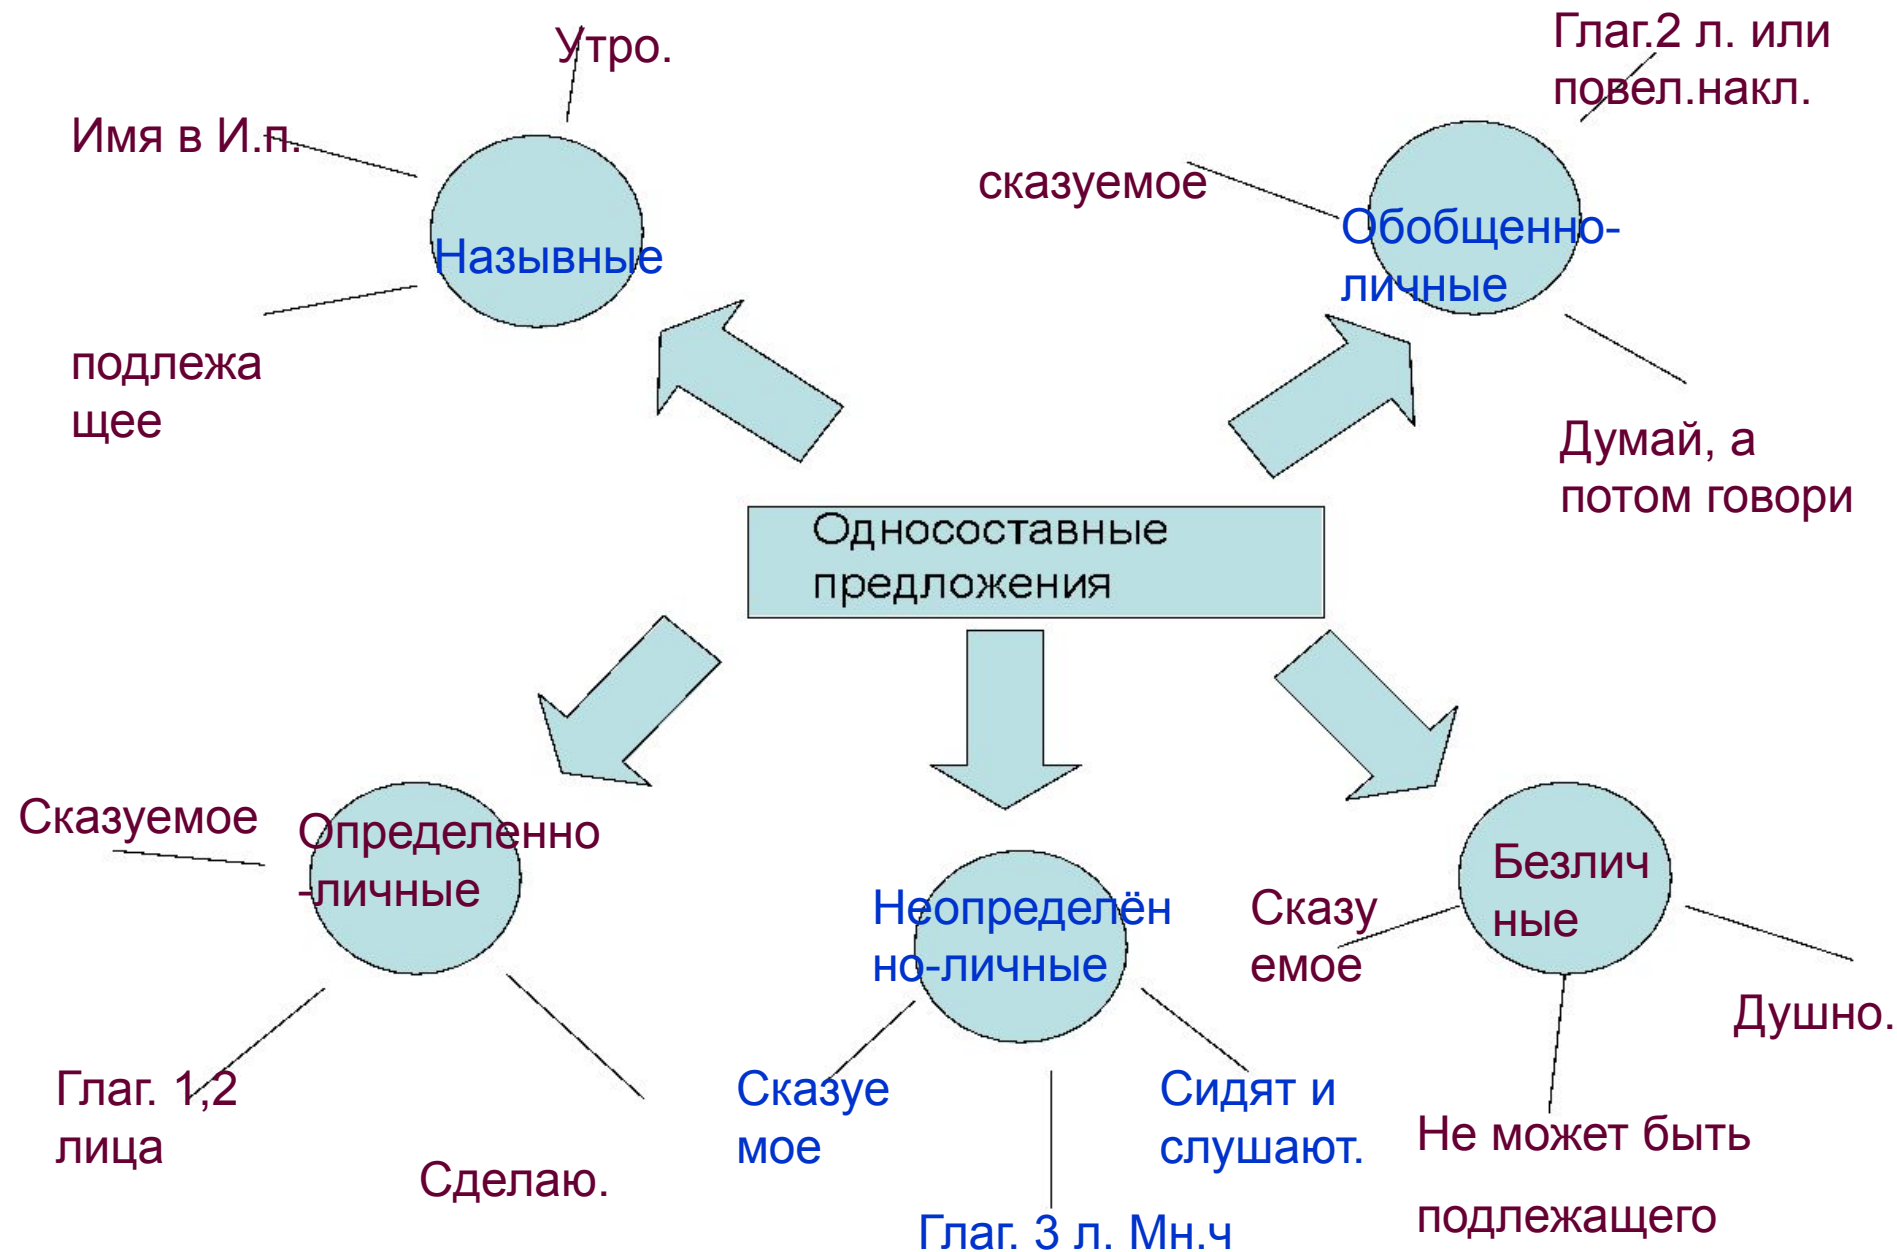 Утро.
Имя в И.п.
Назывные
подлежа
щее
Глаг.2 л. или
повел.накл.
сказуемое
Обобщенно-
личные
Думай, а
потом говори
Односоставные
предложения
Сказуемое
Определенно
-личные
Глаг. 1,2
лица
Сделаю.
Неопределён
но-личные
Сказуе
мое
Сидят и
слушают.
Глаг. 3 л. Мн.ч
Безлич
ные
Сказу
емое
Душно.
Не может быть
подлежащего